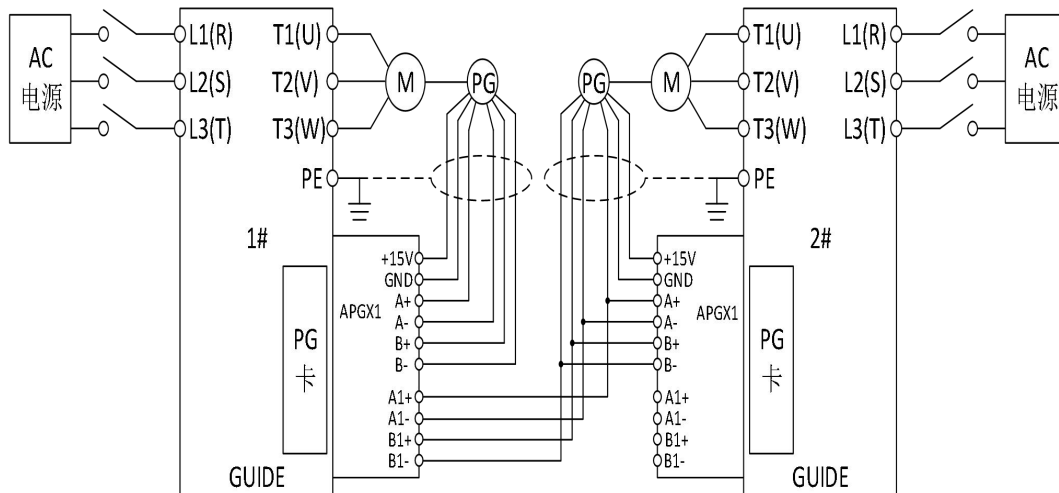 AC
电源
L1(R)
L2(S)
L3(T)
T1(U)
T2(V)
T3(W)
PE
M
PG
1#
PG
卡
APGX1
+15V
GND
A+
A-
B+
B-
A1+
A1-
B1+
B1-
GUIDE
PG
M
T1(U)
T2(V)
T3(W)
PE
L1(R)
L2(S)
L3(T)
AC
电源
2#
APGX1
+15V
GND
A+
A-
B+
B-
A1+
A1-
B1+
B1-
PG
卡
GUIDE